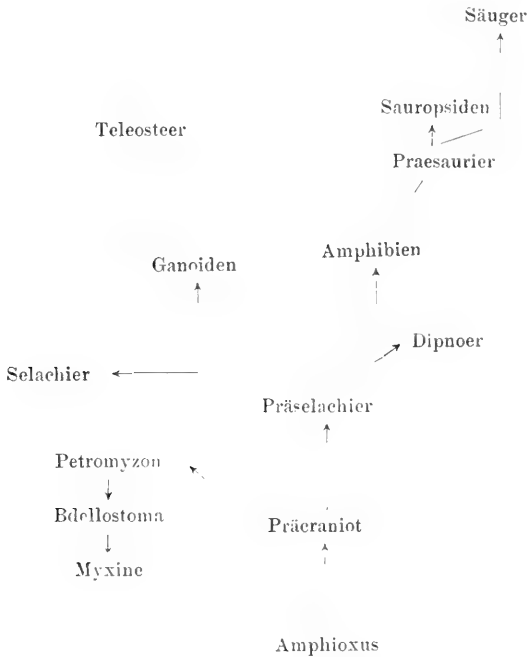 Säuger
Sauropsiden
Teleosteer
Praesaurier
Amphibien
Ganoiden
Dipnoer
Selachier
Präselachier
Petromyzon
Bdellostoma
Präcraniot
Myxine
Amphioxus